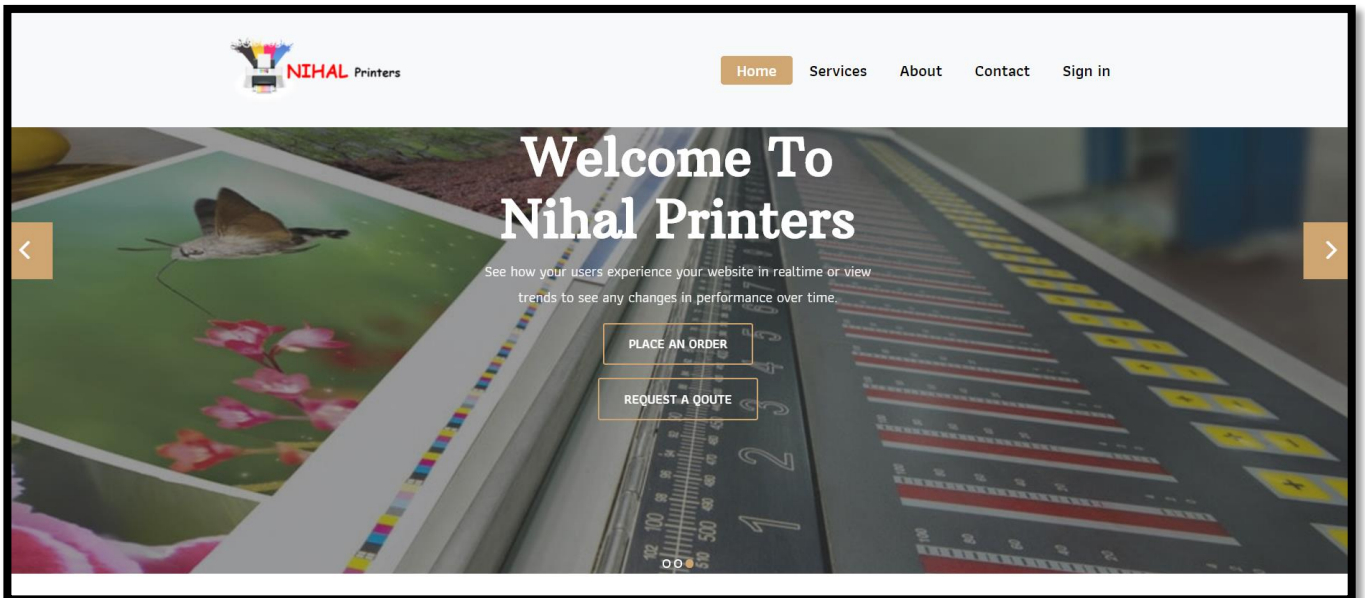 NIHAL Printers
Home Services About Contact Sign in
Welcome To
Nihal Printers
See how your users experience your website in realtime or view
trends to see any changes in performance over time.
PLACE AN ORDER
REQUEST A QOUTE